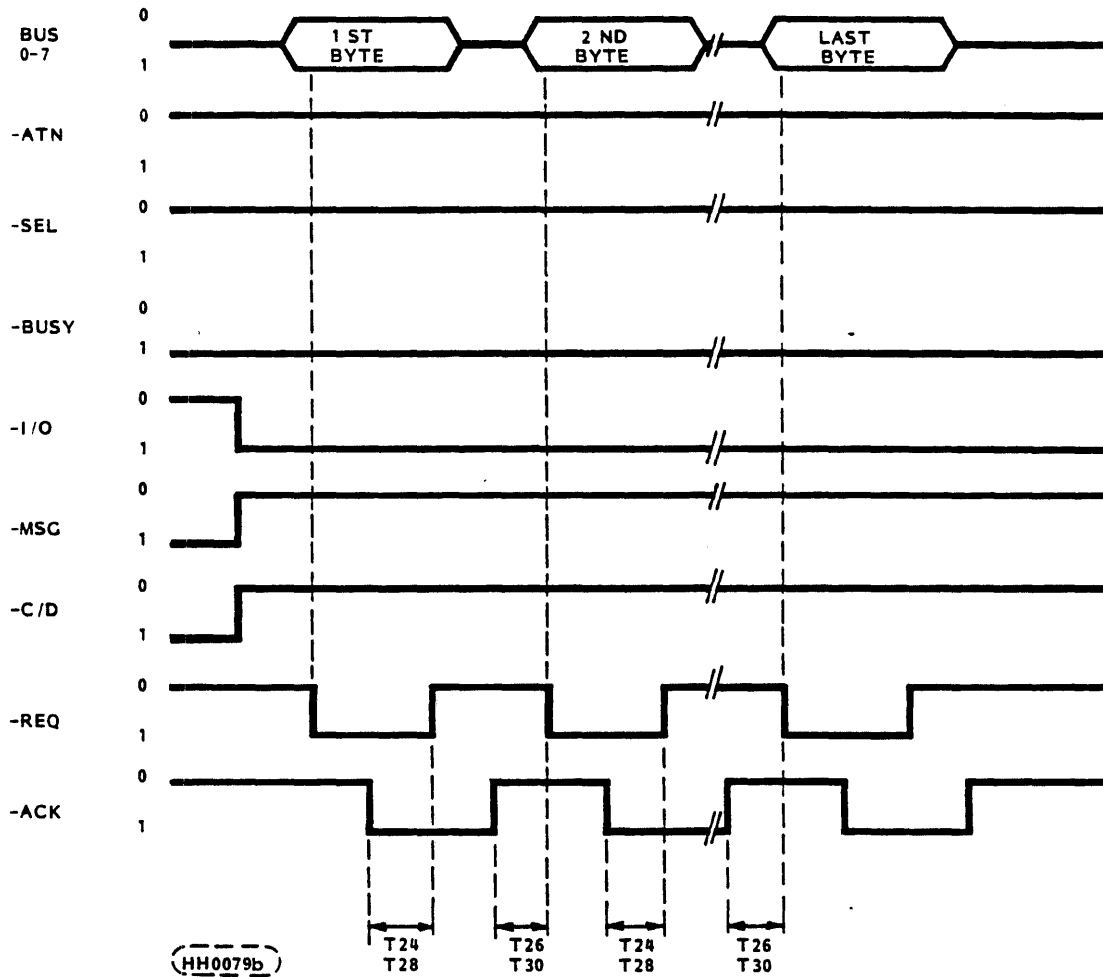 BUS
0-7
0
1
1 ST
BYTE
2 ND
BYTE
LAST
BYTE
-ATN
0
1
-SEL
0
1
-BUSY
0
1
-I/O
0
1
-MSG
0
1
-C/D
0
1
-REQ
0
1
-ACK
0
1
T24
T28
T26
T30
T24
T28
T26
T30
HH0079b